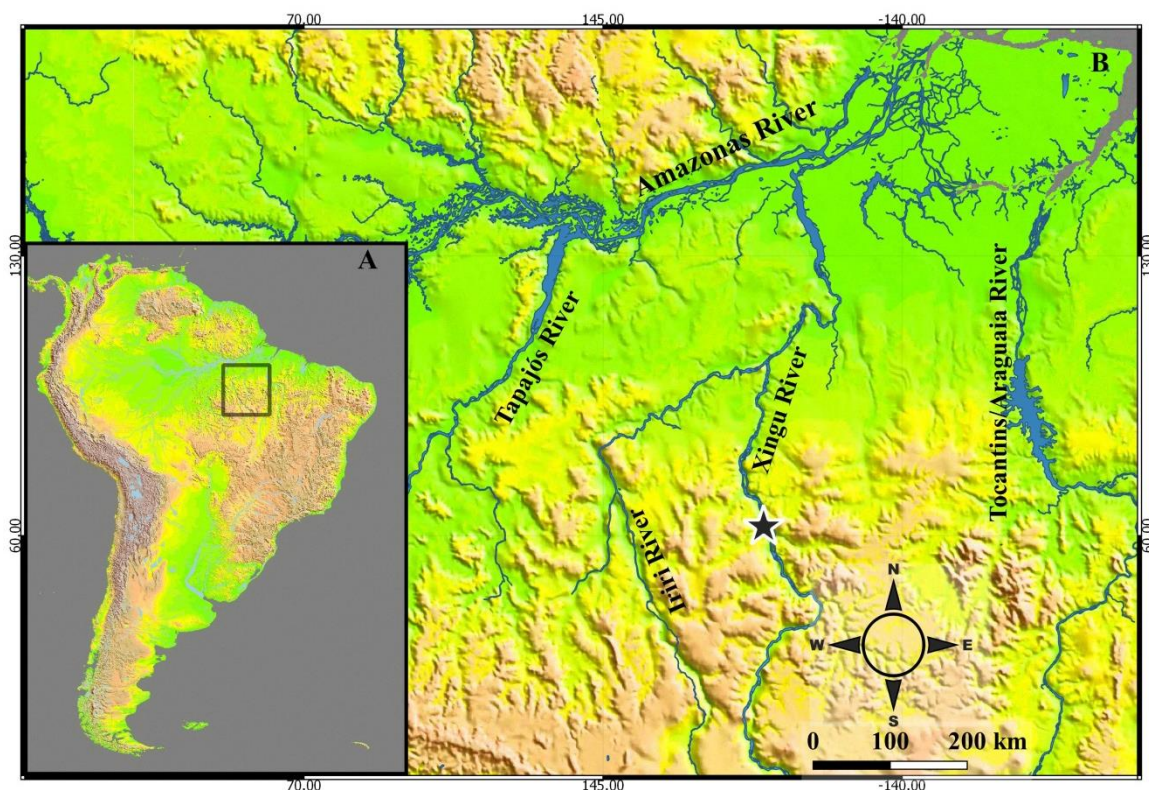 70.00
145.00
-140.00
B
Amazonas River
130.00
130.00
A
Tapajós River
Xingu River
Tocantins/Araguaia River
Iriri River
60.00
60.00
N
W
E
S
0
100
200 km
70.00
145.00
-140.00